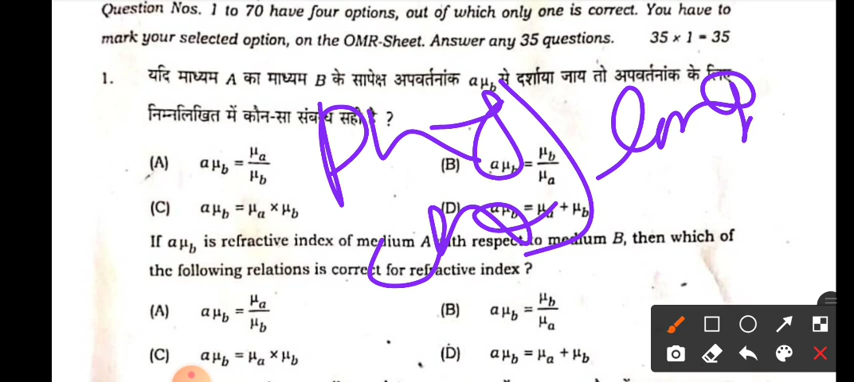 Question Nos. 1 to 70 have four options, out of which only one is correct. You have to
mark your selected option, on the OMR-Sheet. Answer any 35 questions. 35 × 1 = 35
1. यदि माध्यम A का माध्यम B के सापेक्ष अपवर्तनांक aμb से दर्शाया जाय तो अपवर्तनांक के लिए
निम्नलिखित में कौन-सा संबंध सही है ?
(A) aμb = μa/μb (B) aμb = μb/μa
(C) aμb = μa × μb (D) aμb = μa + μb
If aμb is refractive index of medium A with respect to medium B, then which of
the following relations is correct for refractive index ?
(A) aμb = μa/μb (B) aμb = μb/μa
(C) aμb = μa × μb (D) aμb = μa + μb